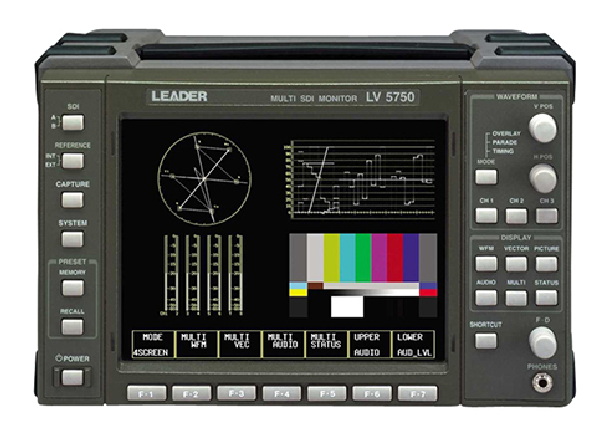 LEADER
MULTI SDI MONITOR LV 5750
SDI
A
B
REFERENCE
INT
EXT
CAPTURE
SYSTEM
PRESET
MEMORY
RECALL
POWER
MODE
4SCREEN
MULTI
WFM
MULTI
VEC
MULTI
AUDIO
MULTI
STATUS
UPPER
AUDIO
LOWER
AUD_LVL
F•1
F•2
F•3
F•4
F•5
F•6
F•7
WAVEFORM
V POS
OVERLAY
PARADE
TIMING
MODE
H POS
CH 1
CH 2
CH 3
DISPLAY
WFM
VECTOR
PICTURE
AUDIO
MULTI
STATUS
SHORTCUT
F•D
PHONES